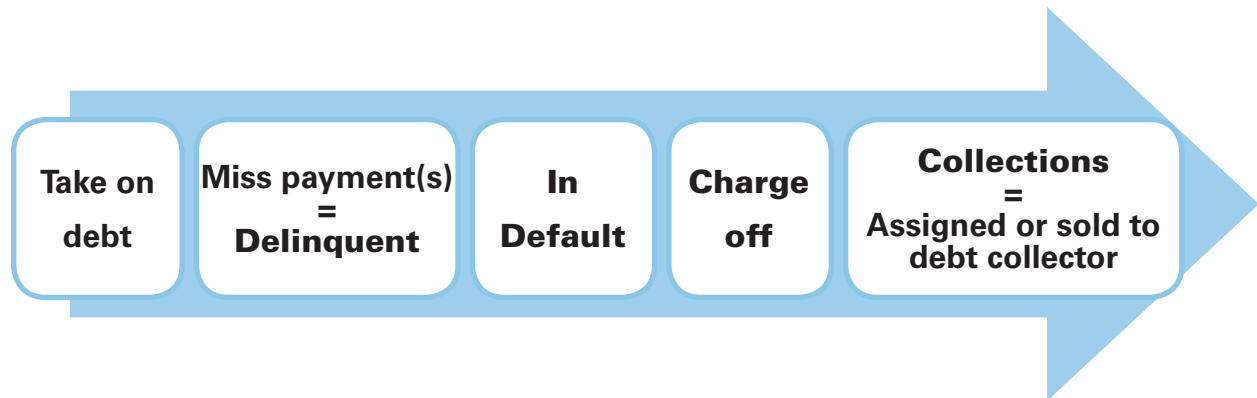 Take on
debt
Miss payment(s)
=
Delinquent
In
Default
Charge
off
Collections
=
Assigned or sold to
debt collector